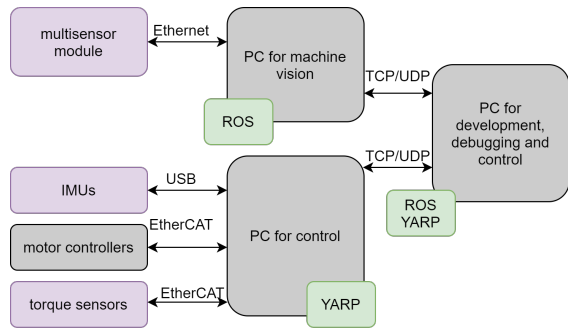 multisensor
module
Ethernet
PC for machine
vision
ROS
TCP/UDP
PC for
development,
debugging and
control
ROS
YARP
TCP/UDP
IMUs
USB
motor controllers
EtherCAT
torque sensors
EtherCAT
PC for control
YARP